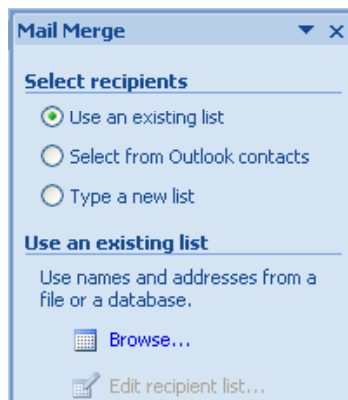 Mail Merge
Select recipients
Use an existing list
Select from Outlook contacts
Type a new list
Use an existing list
Use names and addresses from a
file or a database.
Browse...
Edit recipient list...